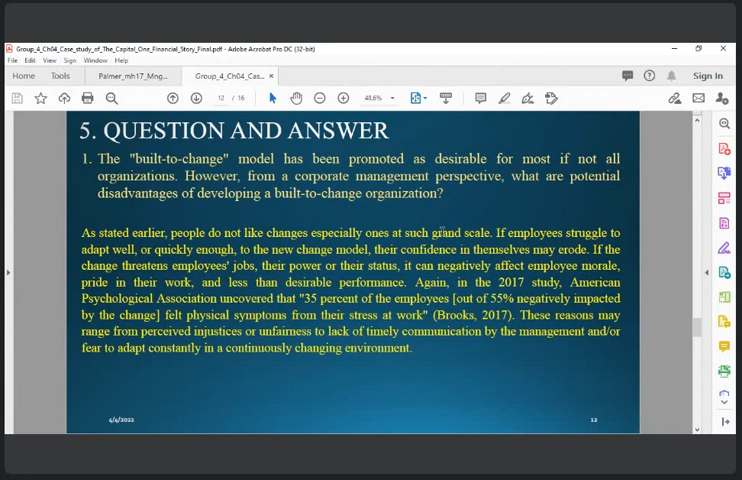 Group_4_Ch04_Case_study_of_The_Capital_One_Financial_Story_Final.pdf - Adobe Acrobat Pro DC (32-bit)
File Edit View Sign Window Help
Home Tools Palmer_mh17_Mng... Group_4_Ch04_Cas... × Sign In
12 / 16 48.6%
5. QUESTION AND ANSWER
1. The "built-to-change" model has been promoted as desirable for most if not all
organizations. However, from a corporate management perspective, what are potential
disadvantages of developing a built-to-change organization?
As stated earlier, people do not like changes especially ones at such grand scale. If employees struggle to
adapt well, or quickly enough, to the new change model, their confidence in themselves may erode. If the
change threatens employees' jobs, their power or their status, it can negatively affect employee morale,
pride in their work, and less than desirable performance. Again, in the 2017 study, American
Psychological Association uncovered that "35 percent of the employees [out of 55% negatively impacted
by the change] felt physical symptoms from their stress at work" (Brooks, 2017). These reasons may
range from perceived injustices or unfairness to lack of timely communication by the management and/or
fear to adapt constantly in a continuously changing environment.
4/4/2022 12